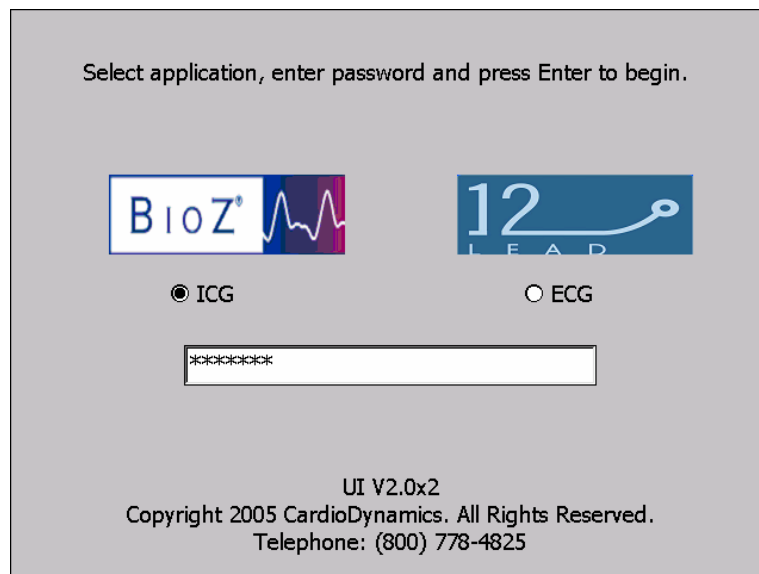 Select application, enter password and press Enter to begin.
BIOZ®
12
LEAD
ICG
ECG
*******
UI V2.0x2
Copyright 2005 CardioDynamics. All Rights Reserved.
Telephone: (800) 778-4825